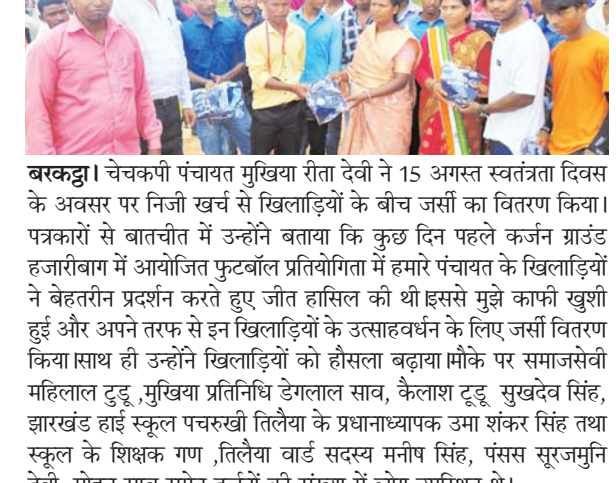 बरकट्ठा। चेचकपी पंचायत मुखिया रीता देवी ने 15 अगस्त स्वतंत्रता दिवस
के अवसर पर निजी खर्च से खिलाड़ियों के बीच जर्सी का वितरण किया।
पत्रकारों से बातचीत में उन्होंने बताया कि कुछ दिन पहले कर्जन ग्राउंड
हजारीबाग में आयोजित फुटबॉल प्रतियोगिता में हमारे पंचायत के खिलाड़ियों
ने बेहतरीन प्रदर्शन करते हुए जीत हासिल की थी।इससे मुझे काफी खुशी
हुई और अपने तरफ से इन खिलाड़ियों के उत्साहवर्धन के लिए जर्सी वितरण
किया।साथ ही उन्होंने खिलाड़ियों को हौसला बढ़ाया।मौके पर समाजसेवी
महिलाल टुडू ,मुखिया प्रतिनिधि डेगलाल साव, कैलाश टूडू सुखदेव सिंह,
झारखंड हाई स्कूल पचरुखी तिलैया के प्रधानाध्यापक उमा शंकर सिंह तथा
स्कूल के शिक्षक गण ,तिलैया वार्ड सदस्य मनीष सिंह, पंसस सूरजमुनि